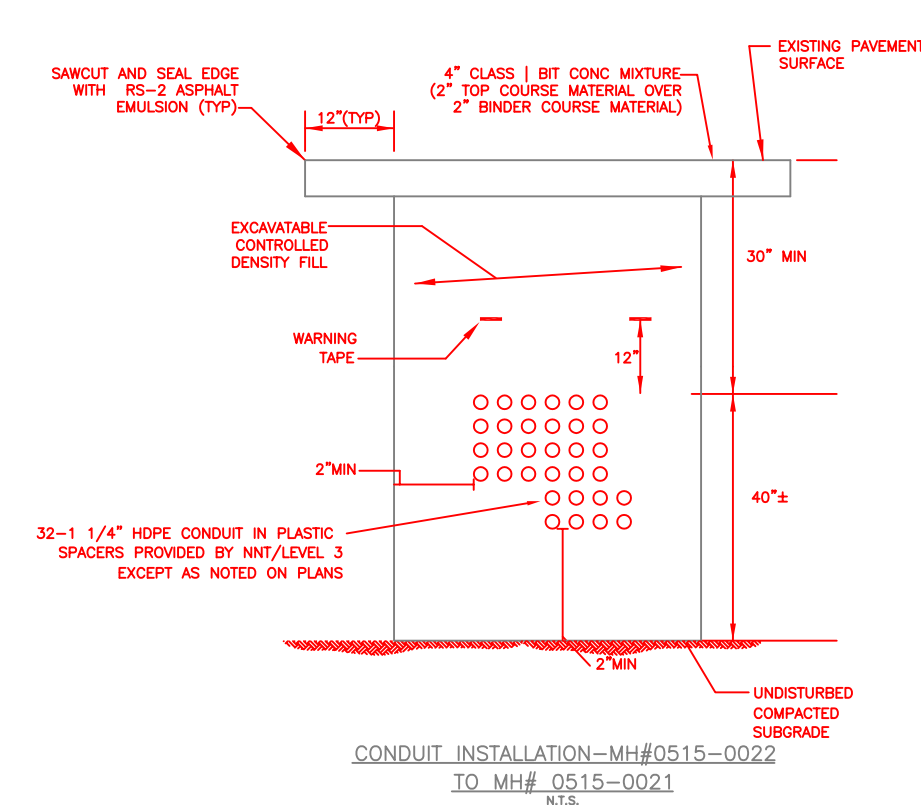 EXISTING PAVEMENT
SURFACE
SAWCUT AND SEAL EDGE
WITH RS-2 ASPHALT
EMULSION (TYP)
4" CLASS | BIT CONC MIXTURE
(2" TOP COURSE MATERIAL OVER
2" BINDER COURSE MATERIAL)
12"(TYP)
EXCAVATABLE
CONTROLLED
DENSITY FILL
30" MIN
WARNING
TAPE
12"
2"MIN
40"±
32-1 1/4" HDPE CONDUIT IN PLASTIC
SPACERS PROVIDED BY NNT/LEVEL 3
EXCEPT AS NOTED ON PLANS
2"MIN
UNDISTURBED
COMPACTED
SUBGRADE
CONDUIT INSTALLATION-MH#0515-0022
TO MH# 0515-0021
N.T.S.